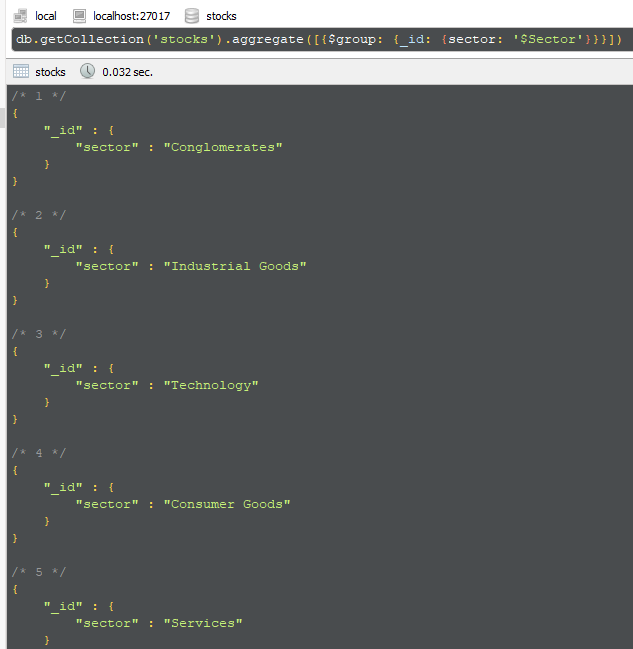 local localhost:27017 stocks
db.getCollection('stocks').aggregate([{$group: {_id: {sector: '$Sector'}}}])
stocks 0.032 sec.
/* 1 */
{
    "_id" : {
        "sector" : "Conglomerates"
    }
}
/* 2 */
{
    "_id" : {
        "sector" : "Industrial Goods"
    }
}
/* 3 */
{
    "_id" : {
        "sector" : "Technology"
    }
}
/* 4 */
{
    "_id" : {
        "sector" : "Consumer Goods"
    }
}
/* 5 */
{
    "_id" : {
        "sector" : "Services"
    }